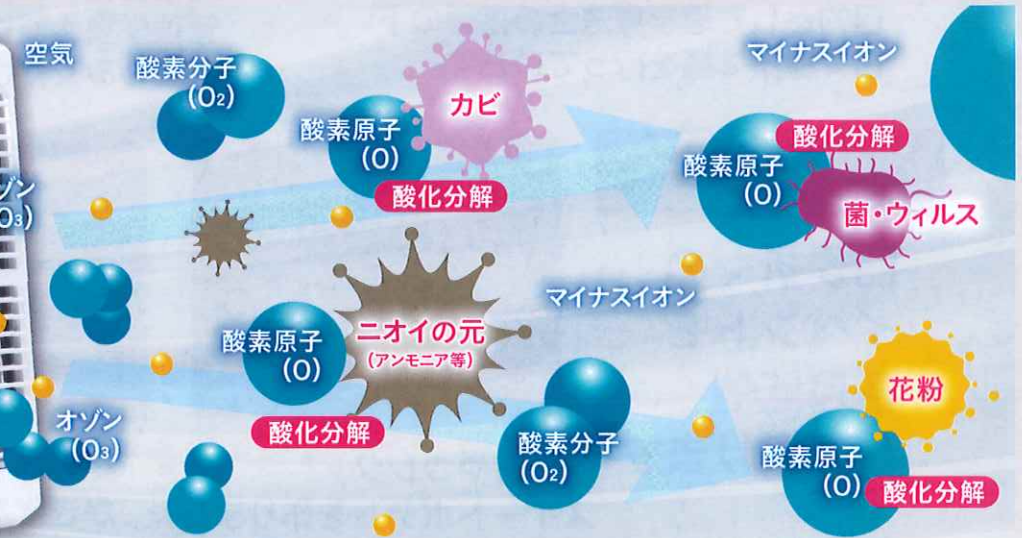 空気
酸素分子
(O₂)
カビ
マイナスイオン
酸素原子
(O)
酸化分解
酸化分解
酸素原子
(O)
菌・ウィルス
ゾン
O₃)
マイナスイオン
ニオイの元
(アンモニア等)
酸素原子
(O)
酸化分解
花粉
オゾン
(O₃)
酸素分子
(O₂)
酸素原子
(O)
酸化分解